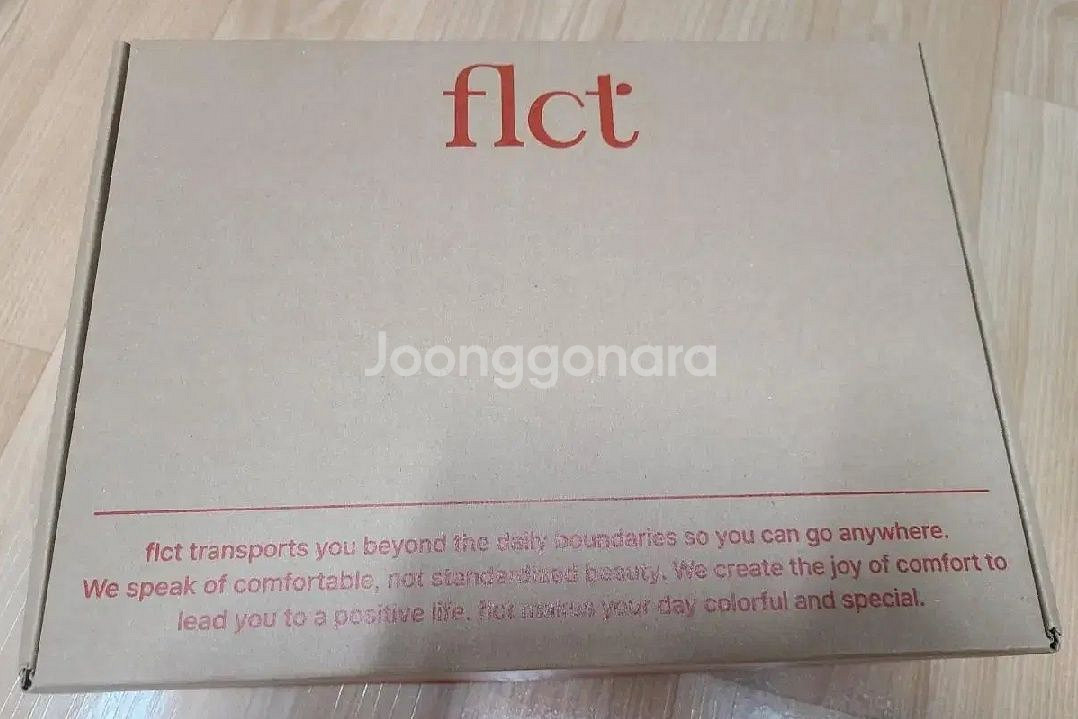 flct
Joonggonara
flct transports you beyond the daily boundaries so you can go anywhere.
We speak of comfortable, not standardized beauty. We create the joy of comfort to
lead you to a positive life. flct makes your day colorful and special.